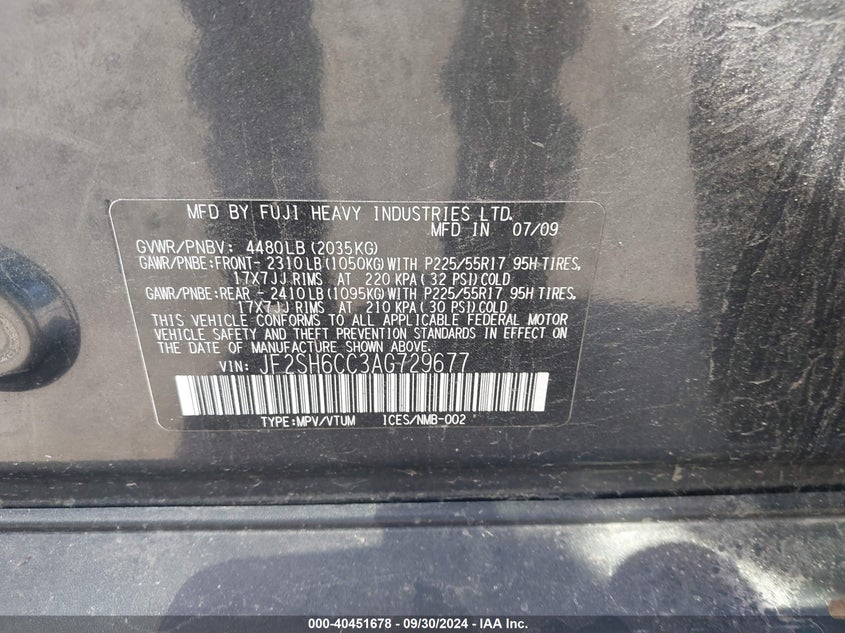 MFD BY FUJI HEAVY INDUSTRIES LTD.
MFD IN 07/09
GVWR/PNBV: 4480LB(2035KG)
GAWR/PNBE:FRONT- 2310LB(1050KG)WITH P225/55R17 95H TIRES,
17X7JJ RIMS AT 220 KPA(32 PSI)COLD
GAWR/PNBE:REAR - 2410LB(1095KG)WITH P225/55R17 95H TIRES,
17X7JJ RIMS AT 210 KPA(30 PSI)COLD
THIS VEHICLE CONFORMS TO ALL APPLICABLE FEDERAL MOTOR
VEHICLE SAFETY AND THEFT PREVENTION STANDARDS IN EFFECT ON
THE DATE OF MANUFACTURE SHOWN ABOVE.
VIN: JF2SH6CC3AG729677
TYPE:MPV/VTUM ICES/NMB-002
000-40451678 - 09/30/2024 - IAA Inc.